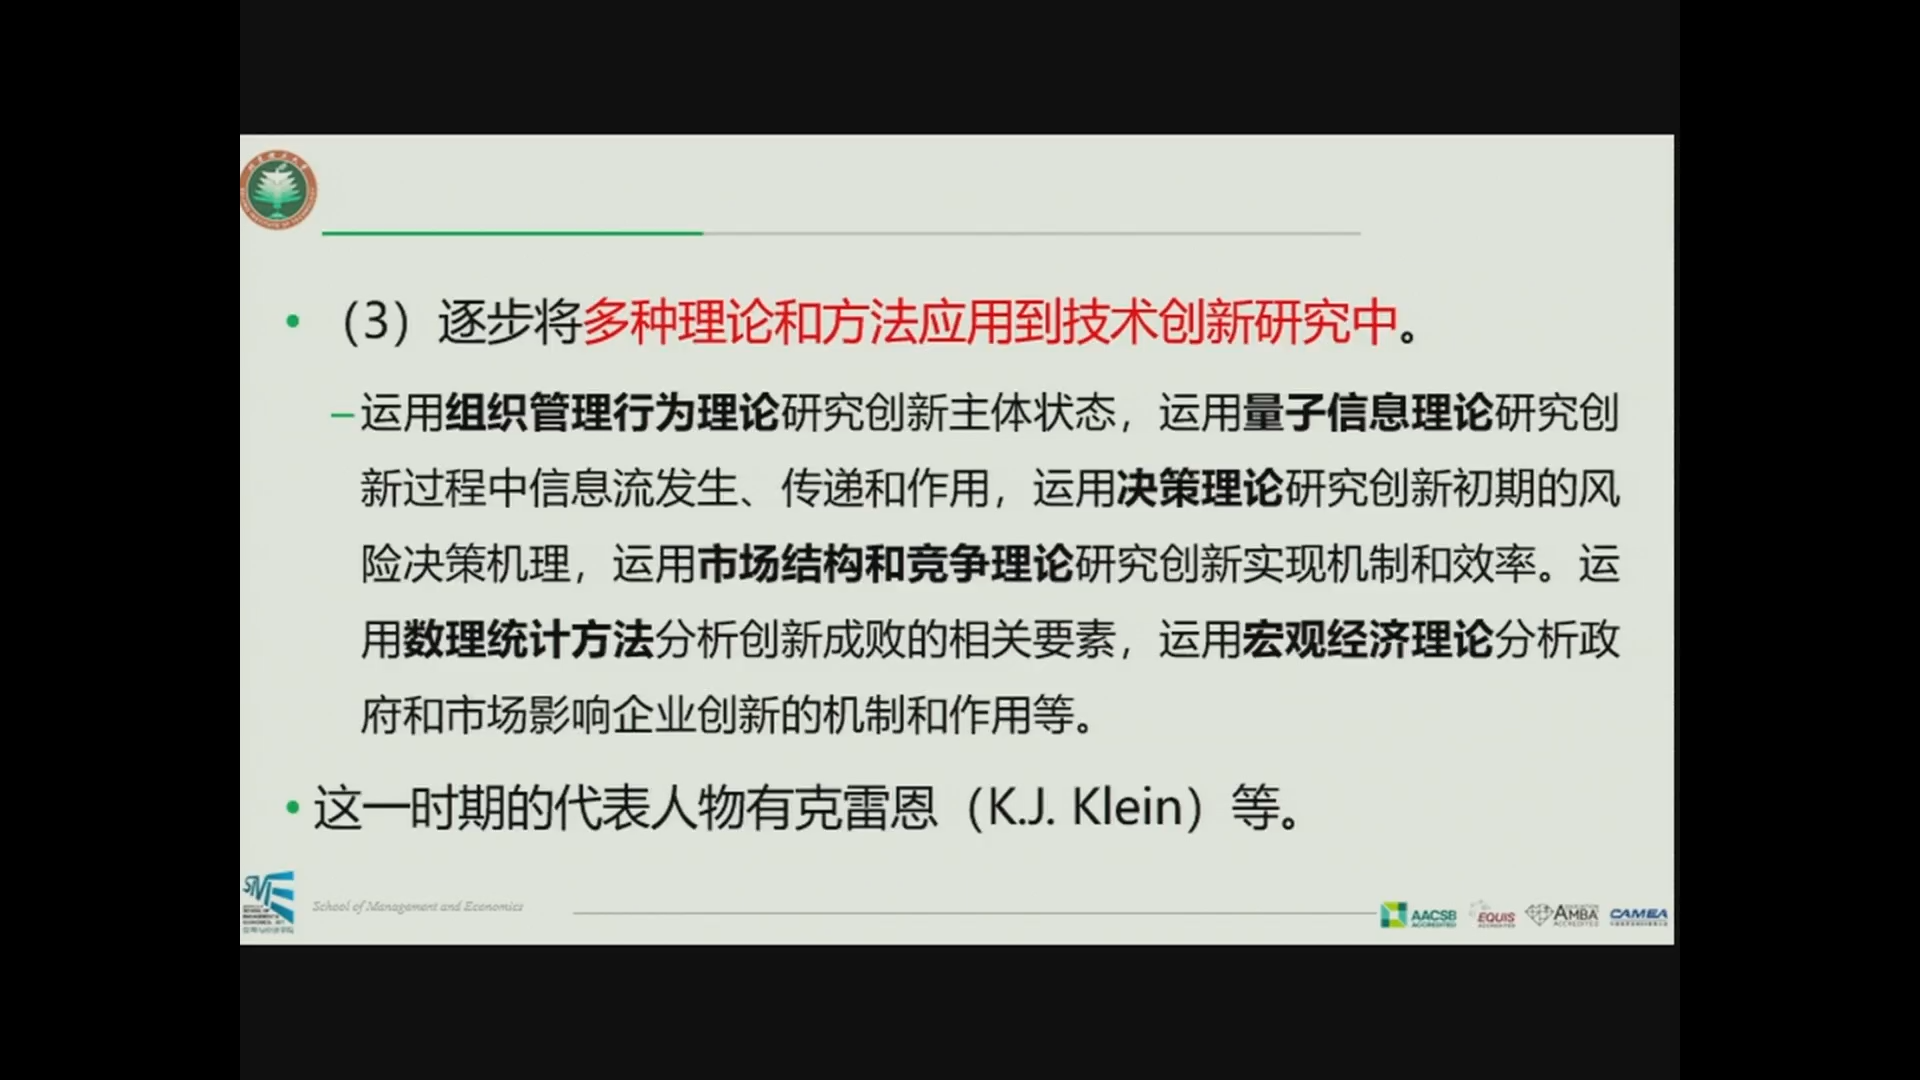 • （3）逐步将多种理论和方法应用到技术创新研究中。
–运用组织管理行为理论研究创新主体状态，运用量子信息理论研究创
新过程中信息流发生、传递和作用，运用决策理论研究创新初期的风
险决策机理，运用市场结构和竞争理论研究创新实现机制和效率。运
用数理统计方法分析创新成败的相关要素，运用宏观经济理论分析政
府和市场影响企业创新的机制和作用等。
• 这一时期的代表人物有克雷恩（K.J. Klein）等。
School of Management and Economics
AACSB
ACCREDITED
EQUIS
ACCREDITED
AMBA
ACCREDITED
CAMEA